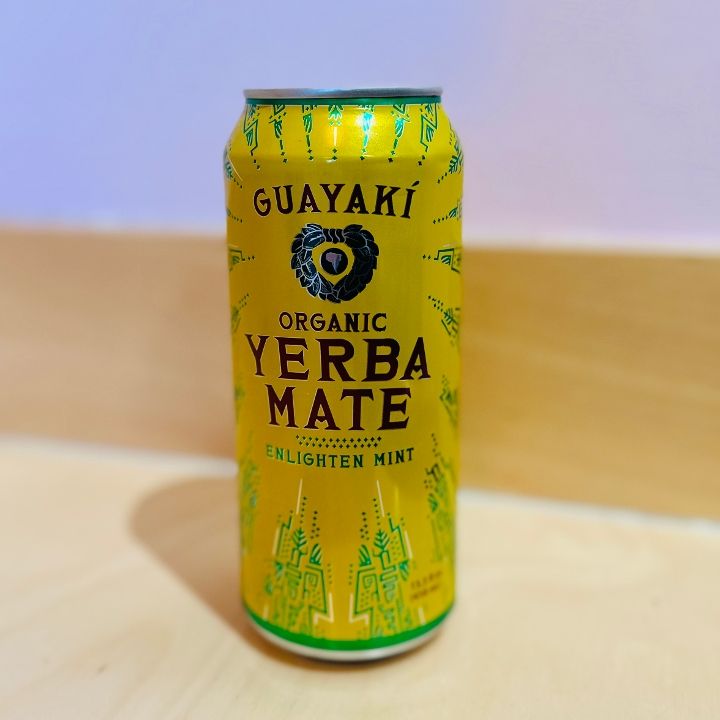 GUAYAKÍ
ORGANIC
YERBA
MATE
ENLIGHTEN MINT